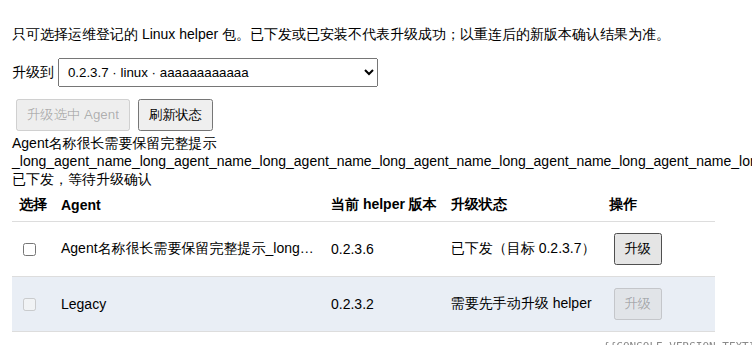 只可选择运维登记的 Linux helper 包。已下发或已安装不代表升级成功；以重连后的新版本确认结果为准。
升级到 0.2.3.7 · linux · aaaaaaaaaaaa
升级选中 Agent 刷新状态
Agent名称很长需要保留完整提示
_long_agent_name_long_agent_name_long_agent_name_long_agent_name_long_agent_name_long_agent_name_lon
已下发，等待升级确认
选择 Agent 当前 helper 版本 升级状态 操作
Agent名称很长需要保留完整提示_long… 0.2.3.6 已下发（目标 0.2.3.7） 升级
Legacy 0.2.3.2 需要先手动升级 helper 升级